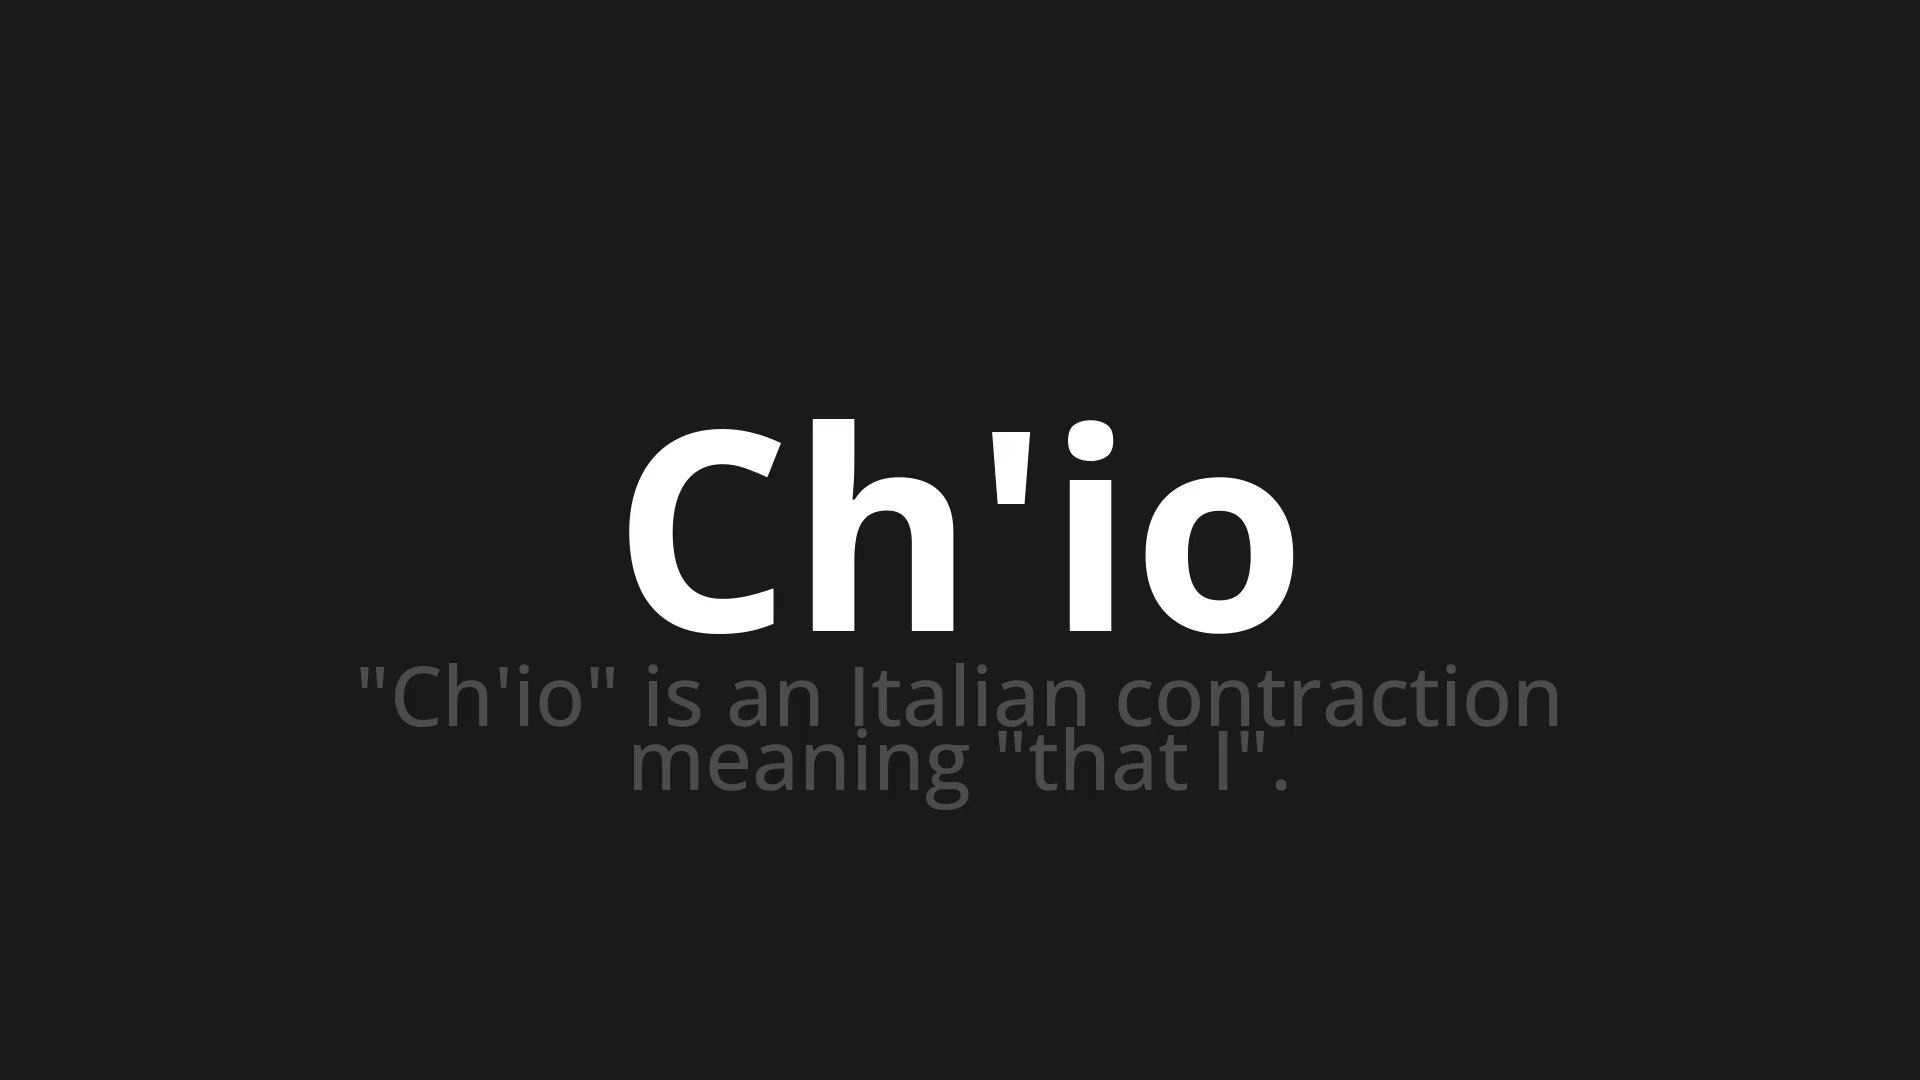 Ch'io
"Ch'io" is an Italian contraction
meaning "that I".